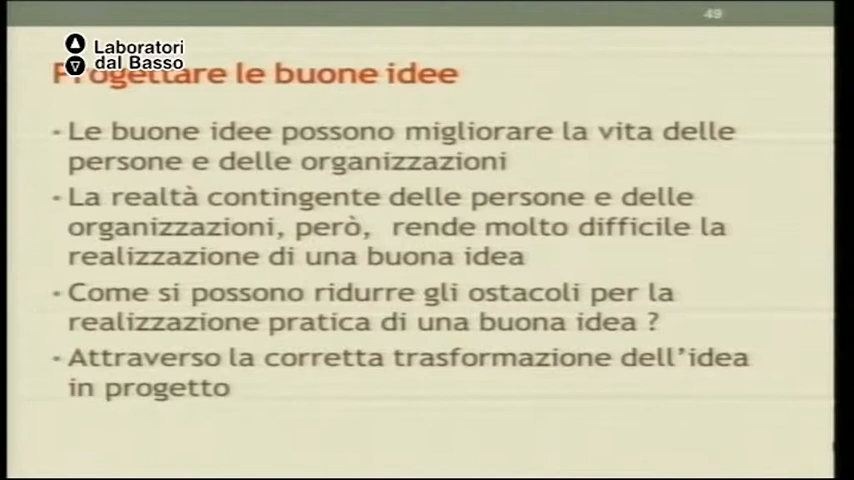 49
Laboratori
dal Basso
Progettare le buone idee
• Le buone idee possono migliorare la vita delle
persone e delle organizzazioni
• La realtà contingente delle persone e delle
organizzazioni, però, rende molto difficile la
realizzazione di una buona idea
• Come si possono ridurre gli ostacoli per la
realizzazione pratica di una buona idea ?
• Attraverso la corretta trasformazione dell'idea
in progetto